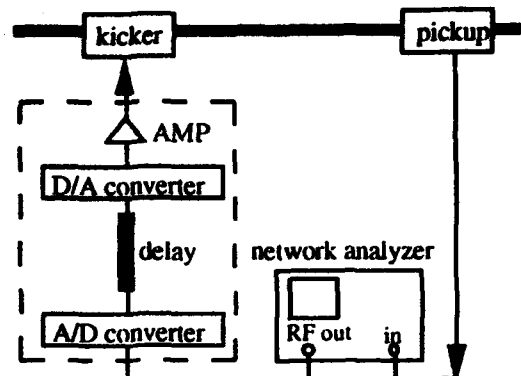 kicker
pickup
AMP
D/A converter
delay
network analyzer
A/D converter
RF out
in